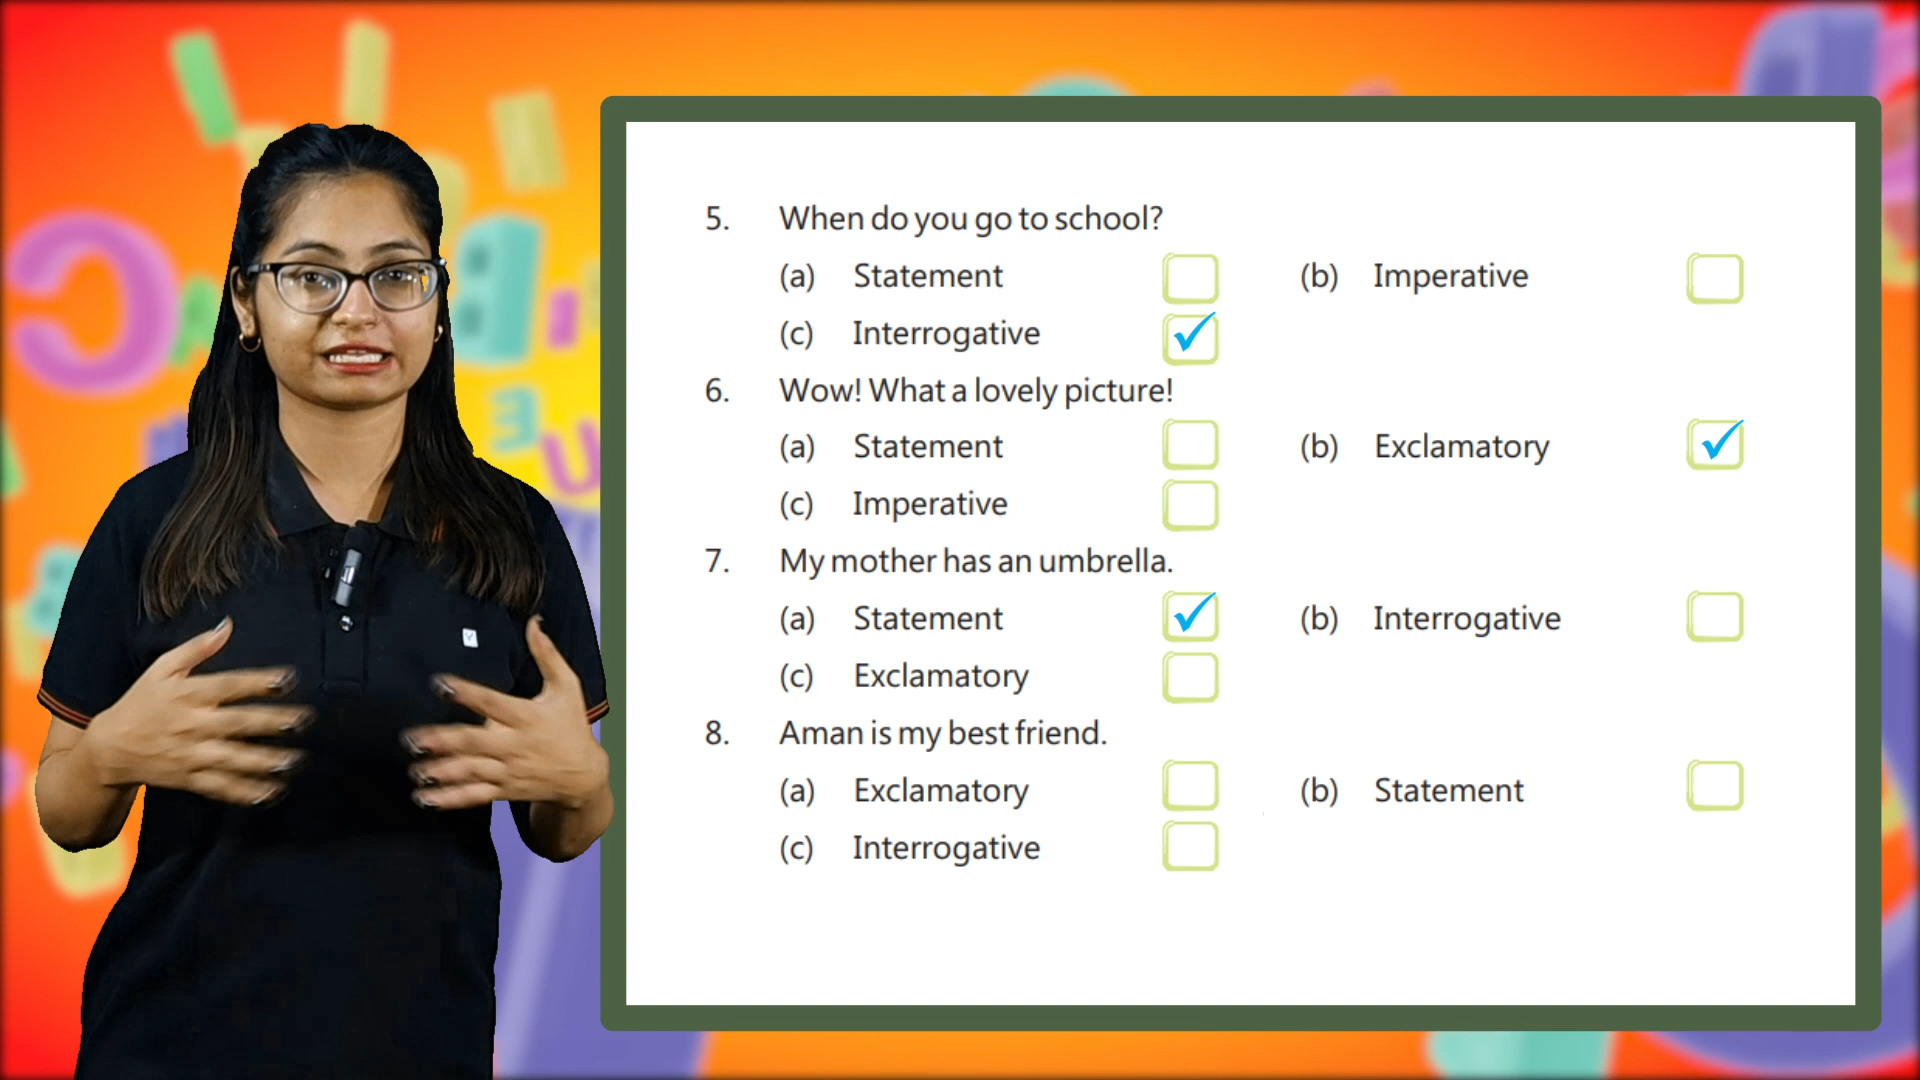 5. When do you go to school?
(a) Statement (b) Imperative
(c) Interrogative
6. Wow! What a lovely picture!
(a) Statement (b) Exclamatory
(c) Imperative
7. My mother has an umbrella.
(a) Statement (b) Interrogative
(c) Exclamatory
8. Aman is my best friend.
(a) Exclamatory (b) Statement
(c) Interrogative